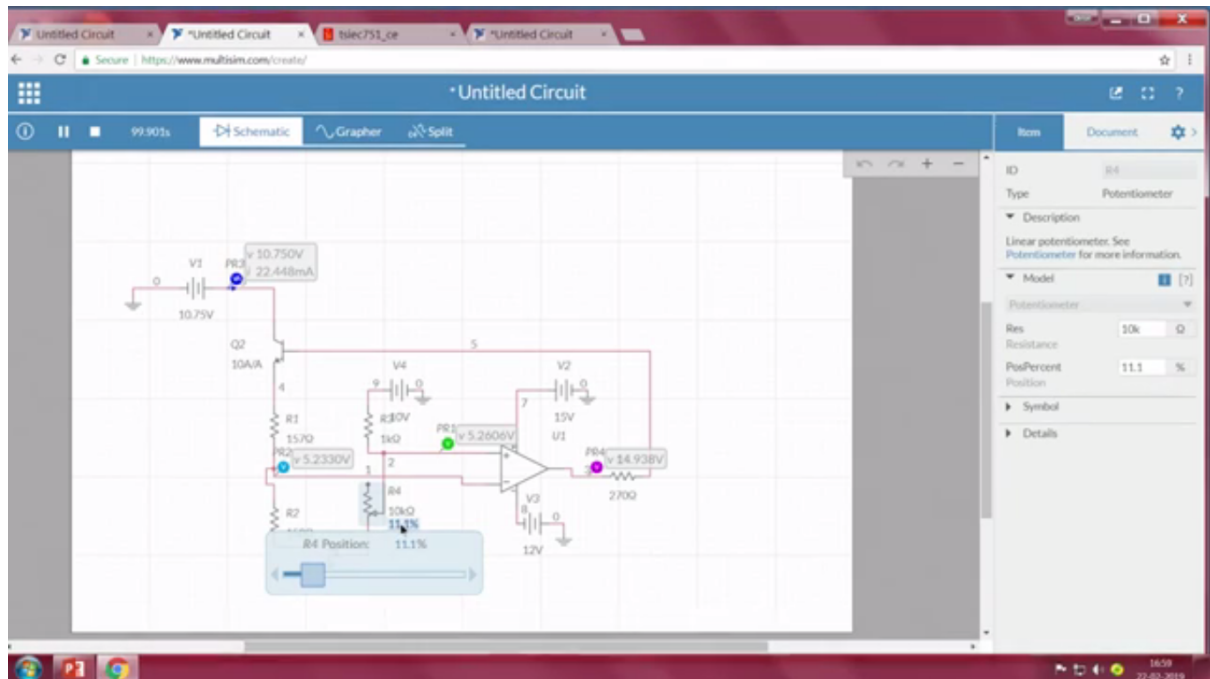 Untitled Circuit
*Untitled Circuit
tslec751_ce
*Untitled Circuit
Secure | https://www.multisim.com/create/
*Untitled Circuit
99.901s
Schematic
Grapher
Split
Item
Document
ID
R4
Type
Potentiometer
Description
Linear potentiometer. See
Potentiometer for more information.
Model
[?]
Potentiometer
Res
10k
Ω
Resistance
PosPercent
11.1
%
Position
Symbol
Details
V1
PR3
v 10.750V
i 22.448mA
0
10.75V
Q2
10A/A
5
4
V4
9
0
10V
V2
0
7
15V
R1
157Ω
1kΩ
PR1
v 5.2606V
U1
PR2
v 5.2330V
1
2
PR4
v 14.938V
3
270Ω
R4
10kΩ
11.1%
R2
V3
8
0
12V
R4 Position:
11.1%
16:59
22-02-2019